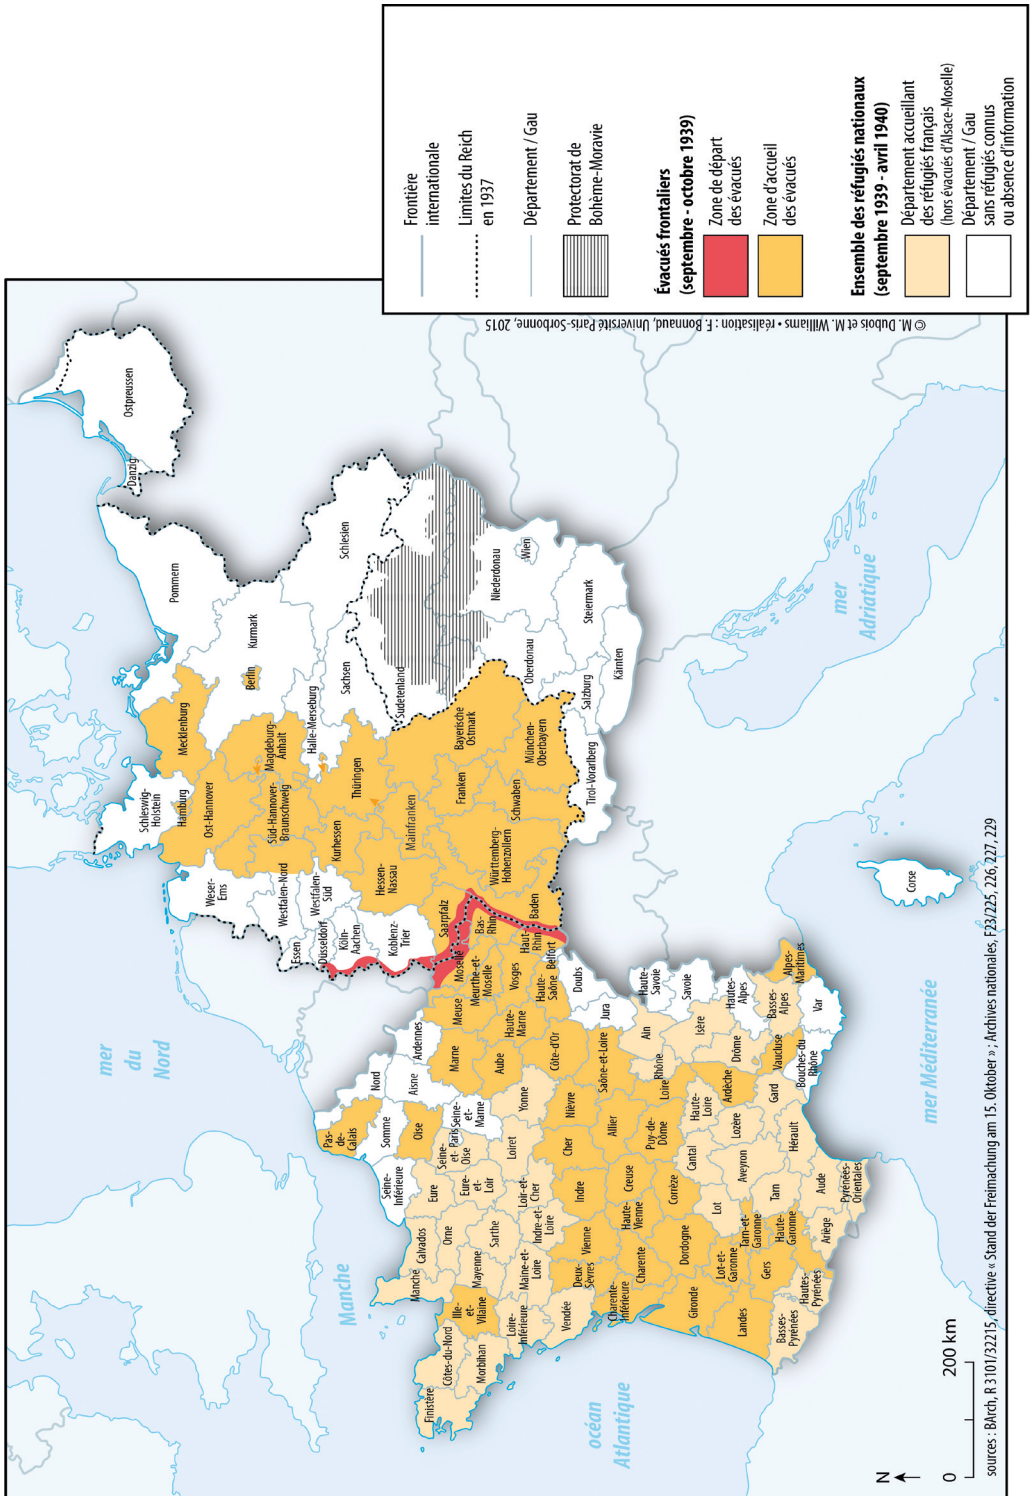 Frontière
internationale
Limites du Reich
en 1937
Département / Gau
Protectorat de
Bohème-Moravie
Évacués frontaliers
(septembre - octobre 1939)
Zone de départ
des évacués
Zone d'accueil
des évacués
Ensemble des réfugiés nationaux
(septembre 1939 - avril 1940)
Département accueillant
des réfugiés français
(hors évacués d'Alsace-Moselle)
Département / Gau
sans réfugiés connus
ou absence d'information
© M. Dubois et M. Williams • réalisation : F. Bonnaud, Université Paris-Sorbonne, 2015
mer
du
Nord
Manche
océan
Atlantique
mer Méditerranée
mer
Adriatique
Ostpreussen
Danzig
Pommern
Schlesien
Kurmark
Berlin
Mecklenburg
Schleswig-
Holstein
Hamburg
Ost-Hannover
Magdeburg-
Anhalt
Halle-Merseburg
Sachsen
Sudetenland
Süd-Hannover-
Braunschweig
Thüringen
Kurhessen
Weser-
Ems
Westfalen-Nord
Westfalen-
Süd
Essen
Düsseldorf
Köln-
Aachen
Koblenz-
Trier
Hessen-
Nassau
Mainfranken
Franken
Bayerische
Ostmark
Saarpfalz
Württemberg-
Hohenzollern
Schwaben
München-
Oberbayern
Baden
Niederdonau
Wien
Oberdonau
Steiermark
Salzburg
Kärnten
Tirol-Vorarlberg
Nord
Pas-
de-
Calais
Somme
Aisne
Ardennes
Seine-
Inférieure
Oise
Seine-
et-
Oise
Paris
Seine-
et-
Marne
Marne
Meuse
Moselle
Meurthe-et-
Moselle
Bas-
Rhin
Haut-
Rhin
Belfort
Vosges
Haute-
Marne
Haute-
Saône
Aube
Côte-d'Or
Doubs
Jura
Yonne
Nièvre
Saône-et-Loire
Eure
Eure-
et-
Loir
Loiret
Loir-et-
Cher
Cher
Indre
Allier
Calvados
Manche
Orne
Mayenne
Sarthe
Indre-et-
Loire
Maine-et-
Loire
Ille-
et-
Vilaine
Côtes-du-Nord
Finistère
Morbihan
Loire-
Inférieure
Vendée
Deux-
Sèvres
Vienne
Haute-
Vienne
Creuse
Charente
Charente-
Inférieure
Puy-de-
Dôme
Corrèze
Dordogne
Gironde
Landes
Lot-et-
Garonne
Lot
Cantal
Haute-
Loire
Loire
Rhône
Ain
Haute-
Savoie
Savoie
Isère
Drôme
Ardèche
Hautes-
Alpes
Basses-
Alpes
Alpes-
Maritimes
Var
Vaucluse
Bouches-du
Rhône
Gard
Lozère
Aveyron
Hérault
Tarn
Tarn-et-
Garonne
Haute-
Garonne
Gers
Basses-
Pyrénées
Hautes-
Pyrénées
Ariège
Aude
Pyrénées-
Orientales
Corse
N
0
200 km
sources : BArch, R 3101/32215, directive « Stand der Freimachung am 15. Oktober » ; Archives nationales, F23/225, 226, 227, 229